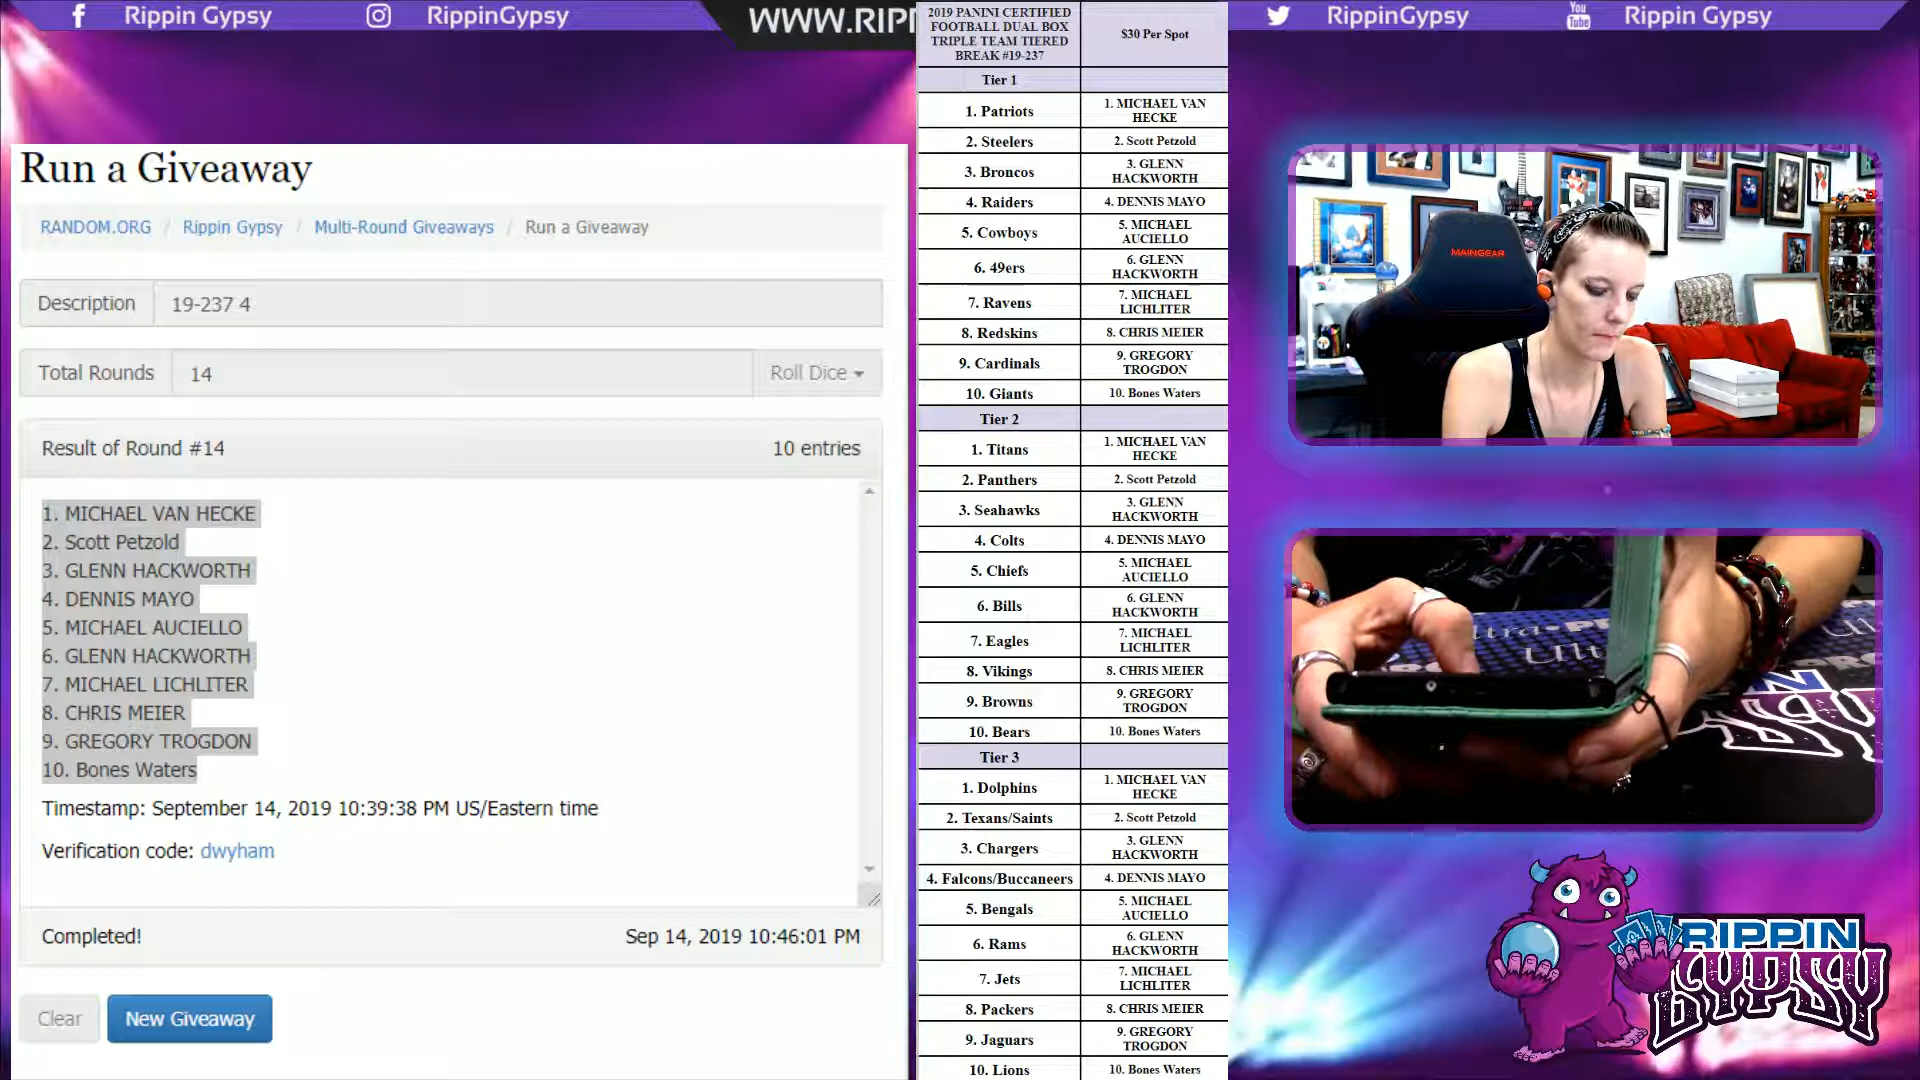 Rippin Gypsy
RippinGypsy
WWW.RIPP
RippinGypsy
You
Tube
Rippin Gypsy
Run a Giveaway
RANDOM.ORG / Rippin Gypsy / Multi-Round Giveaways / Run a Giveaway
Description 19-237 4
Total Rounds 14 Roll Dice
Result of Round #14 10 entries
1. MICHAEL VAN HECKE
2. Scott Petzold
3. GLENN HACKWORTH
4. DENNIS MAYO
5. MICHAEL AUCIELLO
6. GLENN HACKWORTH
7. MICHAEL LICHLITER
8. CHRIS MEIER
9. GREGORY TROGDON
10. Bones Waters
Timestamp: September 14, 2019 10:39:38 PM US/Eastern time
Verification code: dwyham
Completed! Sep 14, 2019 10:46:01 PM
Clear New Giveaway
2019 PANINI CERTIFIED
FOOTBALL DUAL BOX
TRIPLE TEAM TIERED
BREAK #19-237
$30 Per Spot
Tier 1
1. Patriots
1. MICHAEL VAN
HECKE
2. Steelers 2. Scott Petzold
3. Broncos
3. GLENN
HACKWORTH
4. Raiders 4. DENNIS MAYO
5. Cowboys
5. MICHAEL
AUCIELLO
6. 49ers
6. GLENN
HACKWORTH
7. Ravens
7. MICHAEL
LICHLITER
8. Redskins 8. CHRIS MEIER
9. Cardinals
9. GREGORY
TROGDON
10. Giants 10. Bones Waters
Tier 2
1. Titans
1. MICHAEL VAN
HECKE
2. Panthers 2. Scott Petzold
3. Seahawks
3. GLENN
HACKWORTH
4. Colts 4. DENNIS MAYO
5. Chiefs
5. MICHAEL
AUCIELLO
6. Bills
6. GLENN
HACKWORTH
7. Eagles
7. MICHAEL
LICHLITER
8. Vikings 8. CHRIS MEIER
9. Browns
9. GREGORY
TROGDON
10. Bears 10. Bones Waters
Tier 3
1. Dolphins
1. MICHAEL VAN
HECKE
2. Texans/Saints 2. Scott Petzold
3. Chargers
3. GLENN
HACKWORTH
4. Falcons/Buccaneers 4. DENNIS MAYO
5. Bengals
5. MICHAEL
AUCIELLO
6. Rams
6. GLENN
HACKWORTH
7. Jets
7. MICHAEL
LICHLITER
8. Packers 8. CHRIS MEIER
9. Jaguars
9. GREGORY
TROGDON
10. Lions 10. Bones Waters
MAINGEAR
RIPPIN
GYPSY